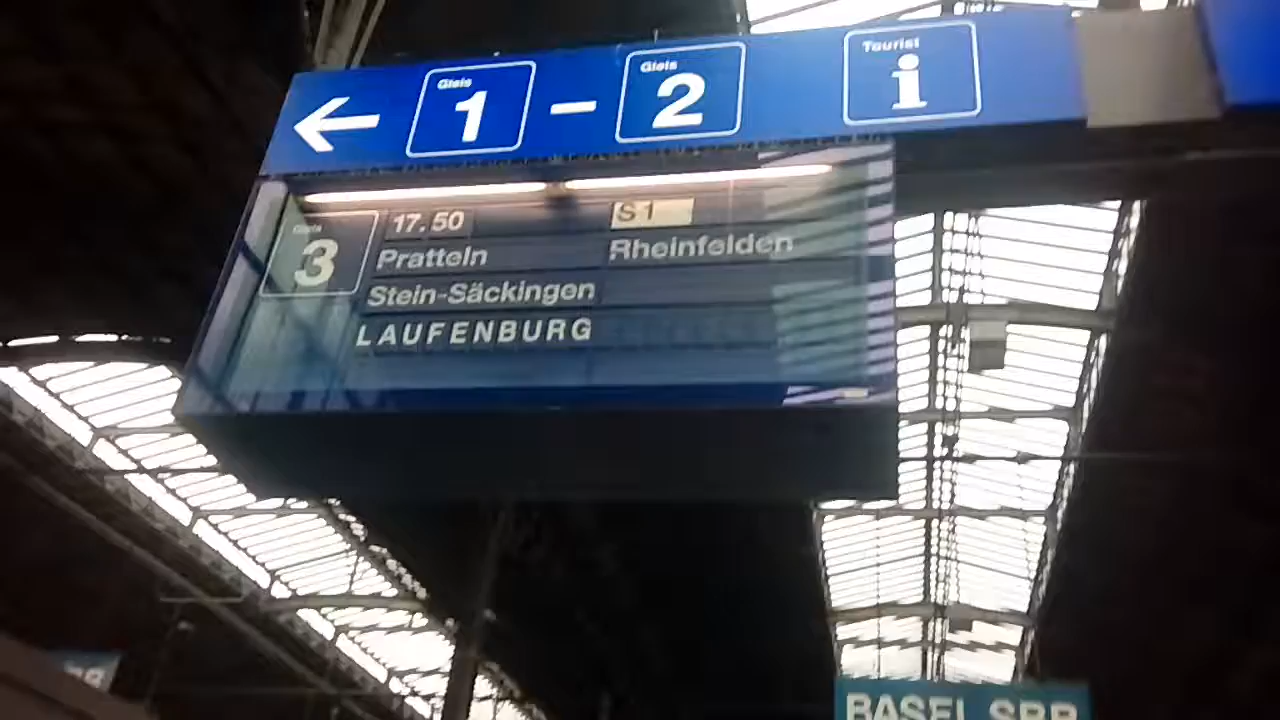 Gleis 1 - Gleis 2 Tourist i
Gleis 3
17.50 S1
Pratteln Rheinfelden
Stein-Säckingen
LAUFENBURG
BASEL SBB